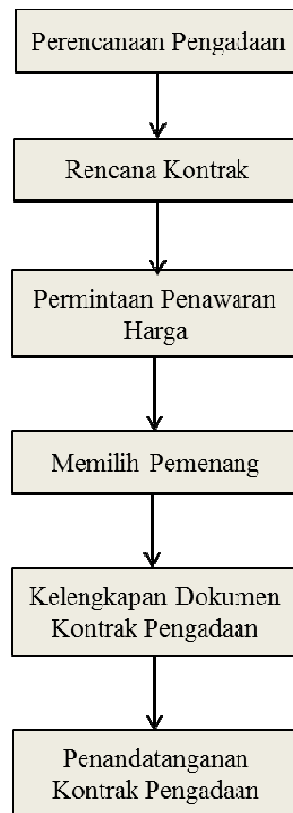 Perencanaan Pengadaan
Rencana Kontrak
Permintaan Penawaran
Harga
Memilih Pemenang
Kelengkapan Dokumen
Kontrak Pengadaan
Penandatanganan
Kontrak Pengadaan